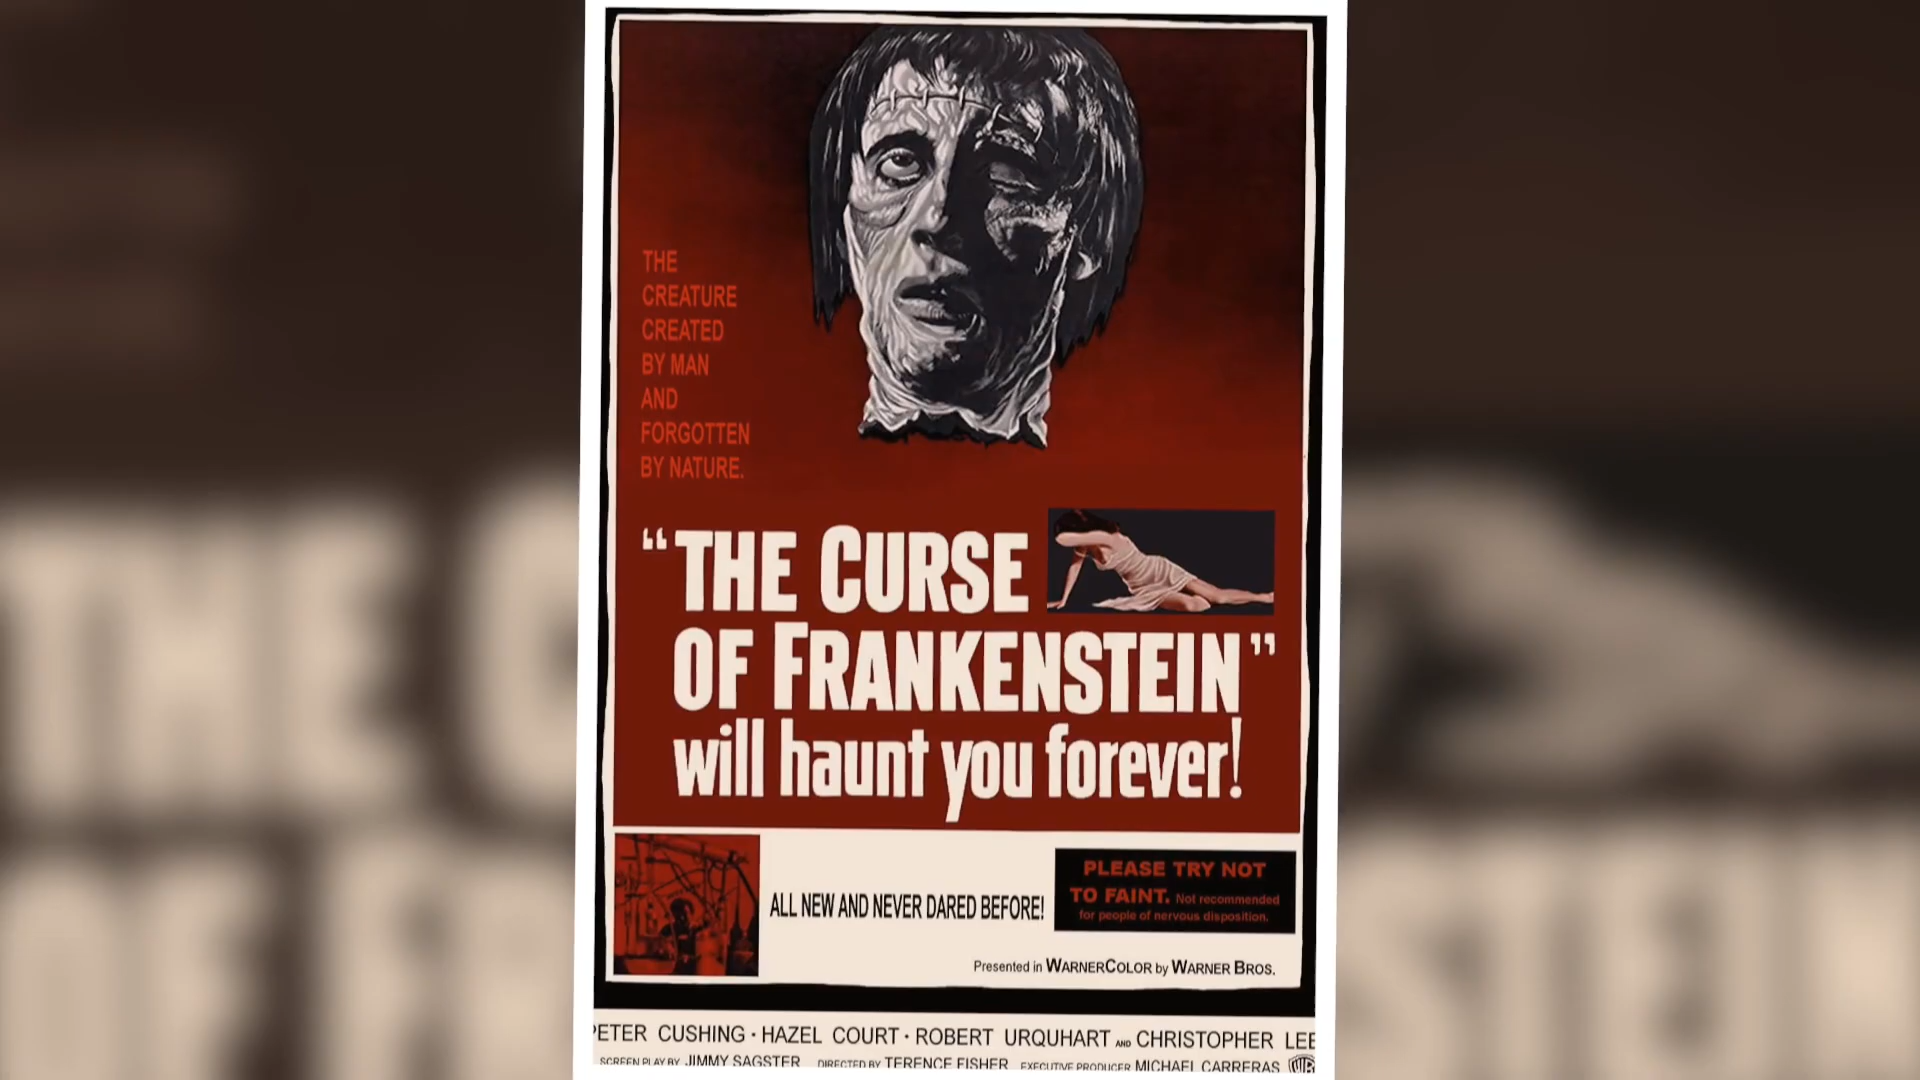 THE
CREATURE
CREATED
BY MAN
AND
FORGOTTEN
BY NATURE.
“THE CURSE
OF FRANKENSTEIN”
will haunt you forever!
ALL NEW AND NEVER DARED BEFORE!
PLEASE TRY NOT
TO FAINT. Not recommended
for people of nervous disposition.
Presented in WARNERCOLOR by WARNER BROS.
PETER CUSHING · HAZEL COURT · ROBERT URQUHART AND CHRISTOPHER LEE
SCREEN PLAY BY JIMMY SAGSTER DIRECTED BY TERENCE FISHER EXECUTIVE PRODUCER MICHAEL CARRERAS WB